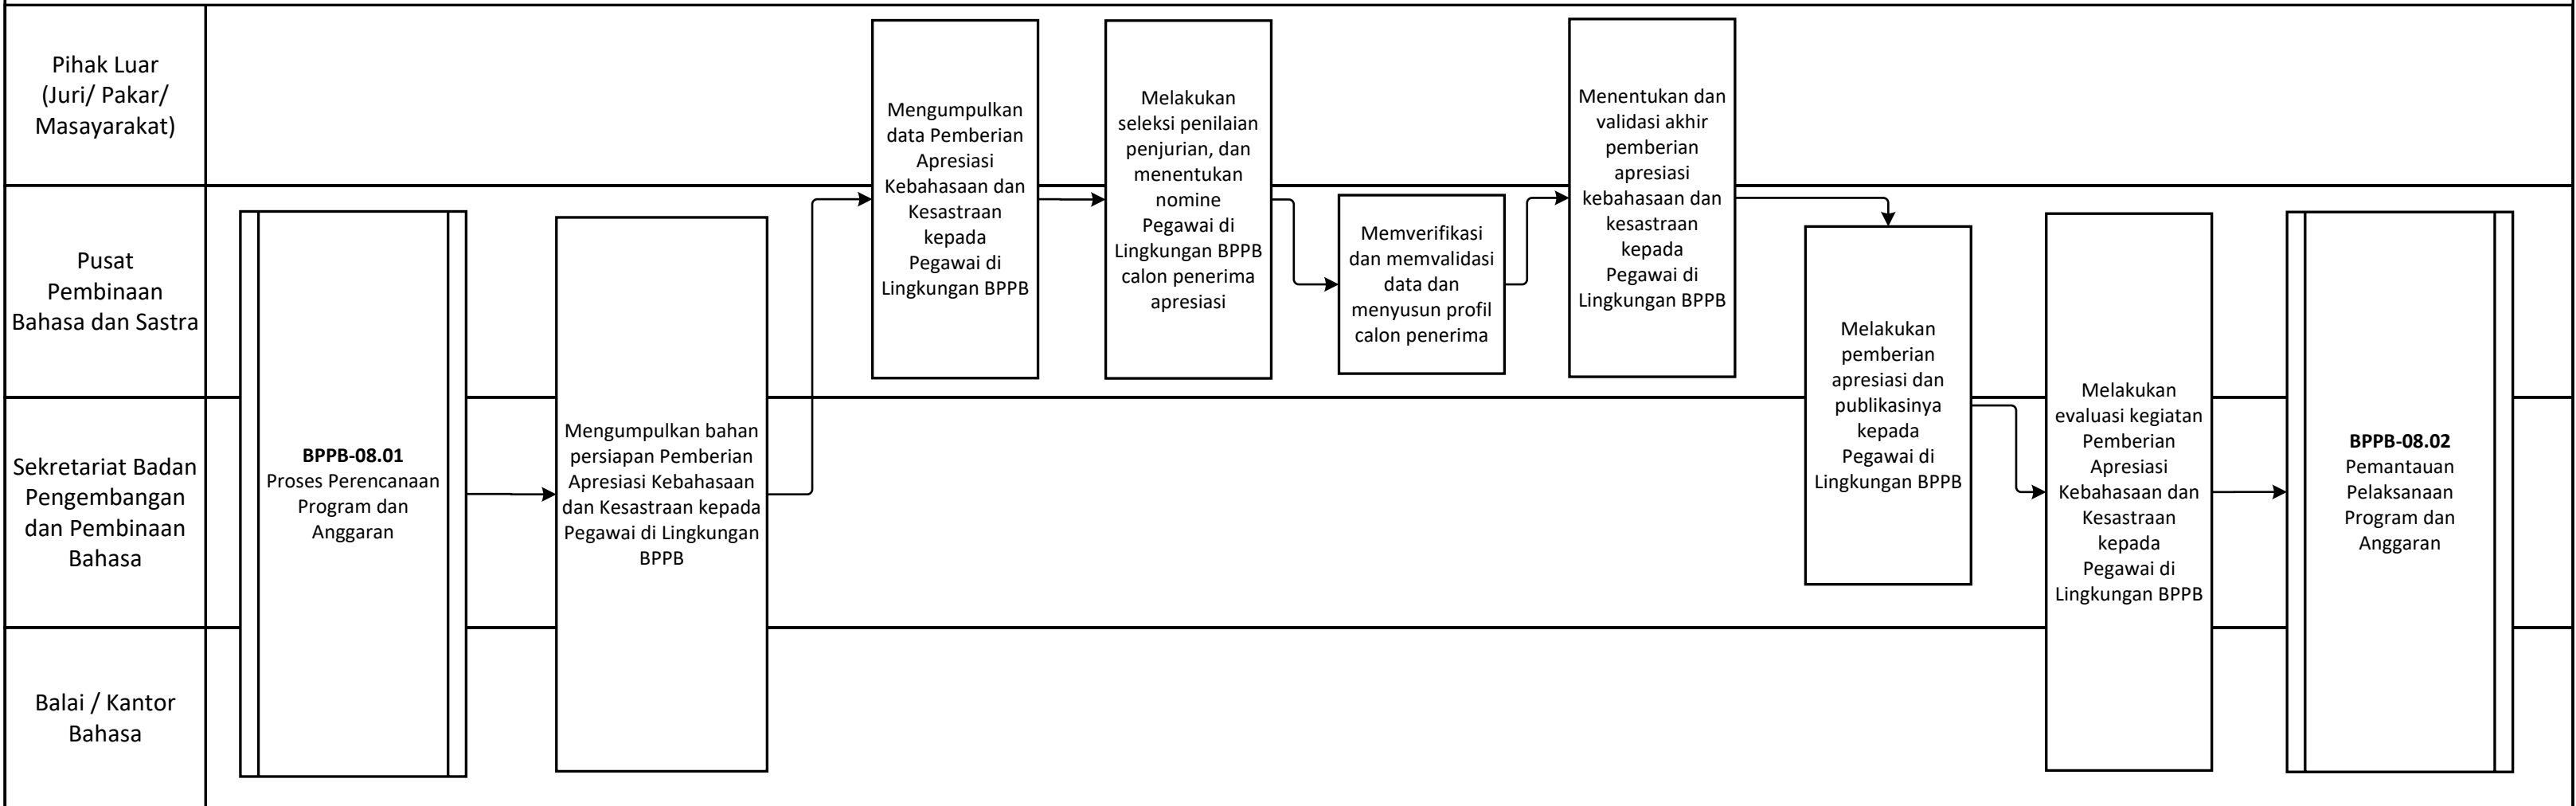 Pihak Luar
(Juri/ Pakar/
Masayarakat)
Pusat
Pembinaan
Bahasa dan Sastra
Sekretariat Badan
Pengembangan
dan Pembinaan
Bahasa
Balai / Kantor
Bahasa
BPPB-08.01
Proses Perencanaan
Program dan
Anggaran
Mengumpulkan bahan
persiapan Pemberian
Apresiasi Kebahasaan
dan Kesastraan kepada
Pegawai di Lingkungan
BPPB
Mengumpulkan
data Pemberian
Apresiasi
Kebahasaan dan
Kesastraan
kepada
Pegawai di
Lingkungan BPPB
Melakukan
seleksi penilaian
penjurian, dan
menentukan
nomine
Pegawai di
Lingkungan BPPB
calon penerima
apresiasi
Memverifikasi
dan memvalidasi
data dan
menyusun profil
calon penerima
Menentukan dan
validasi akhir
pemberian
apresiasi
kebahasaan dan
kesastraan
kepada
Pegawai di
Lingkungan BPPB
Melakukan
pemberian
apresiasi dan
publikasinya
kepada
Pegawai di
Lingkungan BPPB
Melakukan
evaluasi kegiatan
Pemberian
Apresiasi
Kebahasaan dan
Kesastraan
kepada
Pegawai di
Lingkungan BPPB
BPPB-08.02
Pemantauan
Pelaksanaan
Program dan
Anggaran